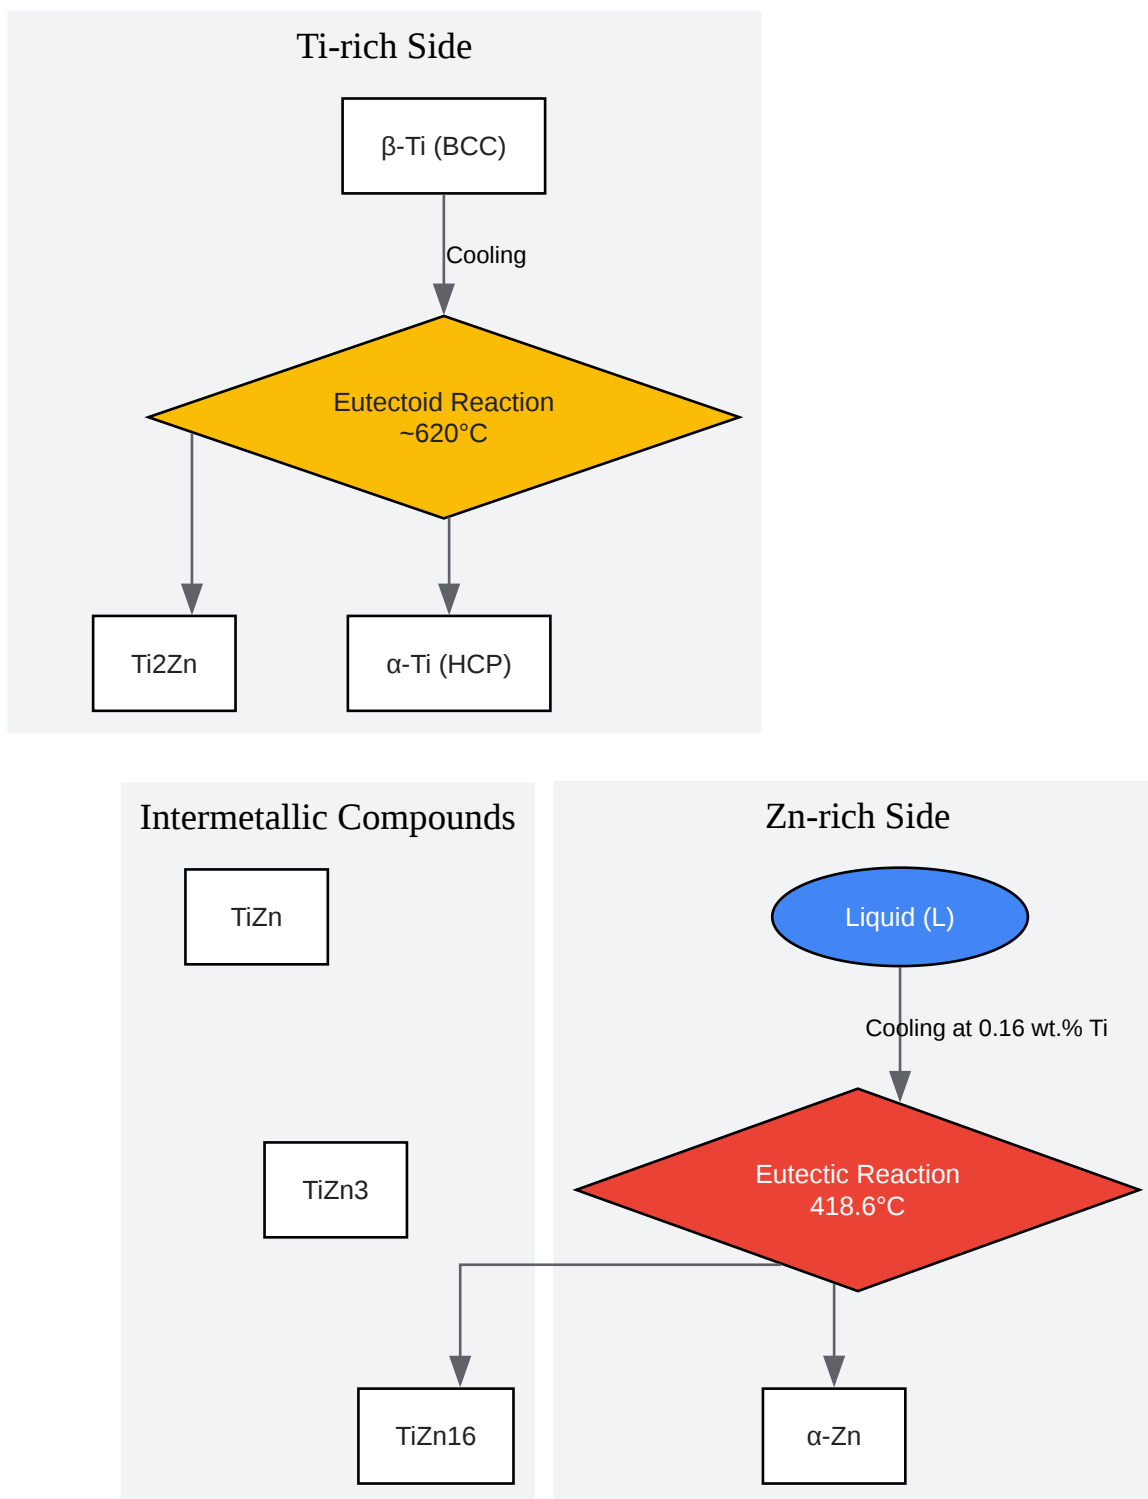 Ti-rich Side
β-Ti (BCC)
Cooling
Eutectoid Reaction
~620°C
Ti2Zn
α-Ti (HCP)
Intermetallic Compounds
TiZn
TiZn3
TiZn16
Zn-rich Side
Liquid (L)
Cooling at 0.16 wt.% Ti
Eutectic Reaction
418.6°C
α-Zn